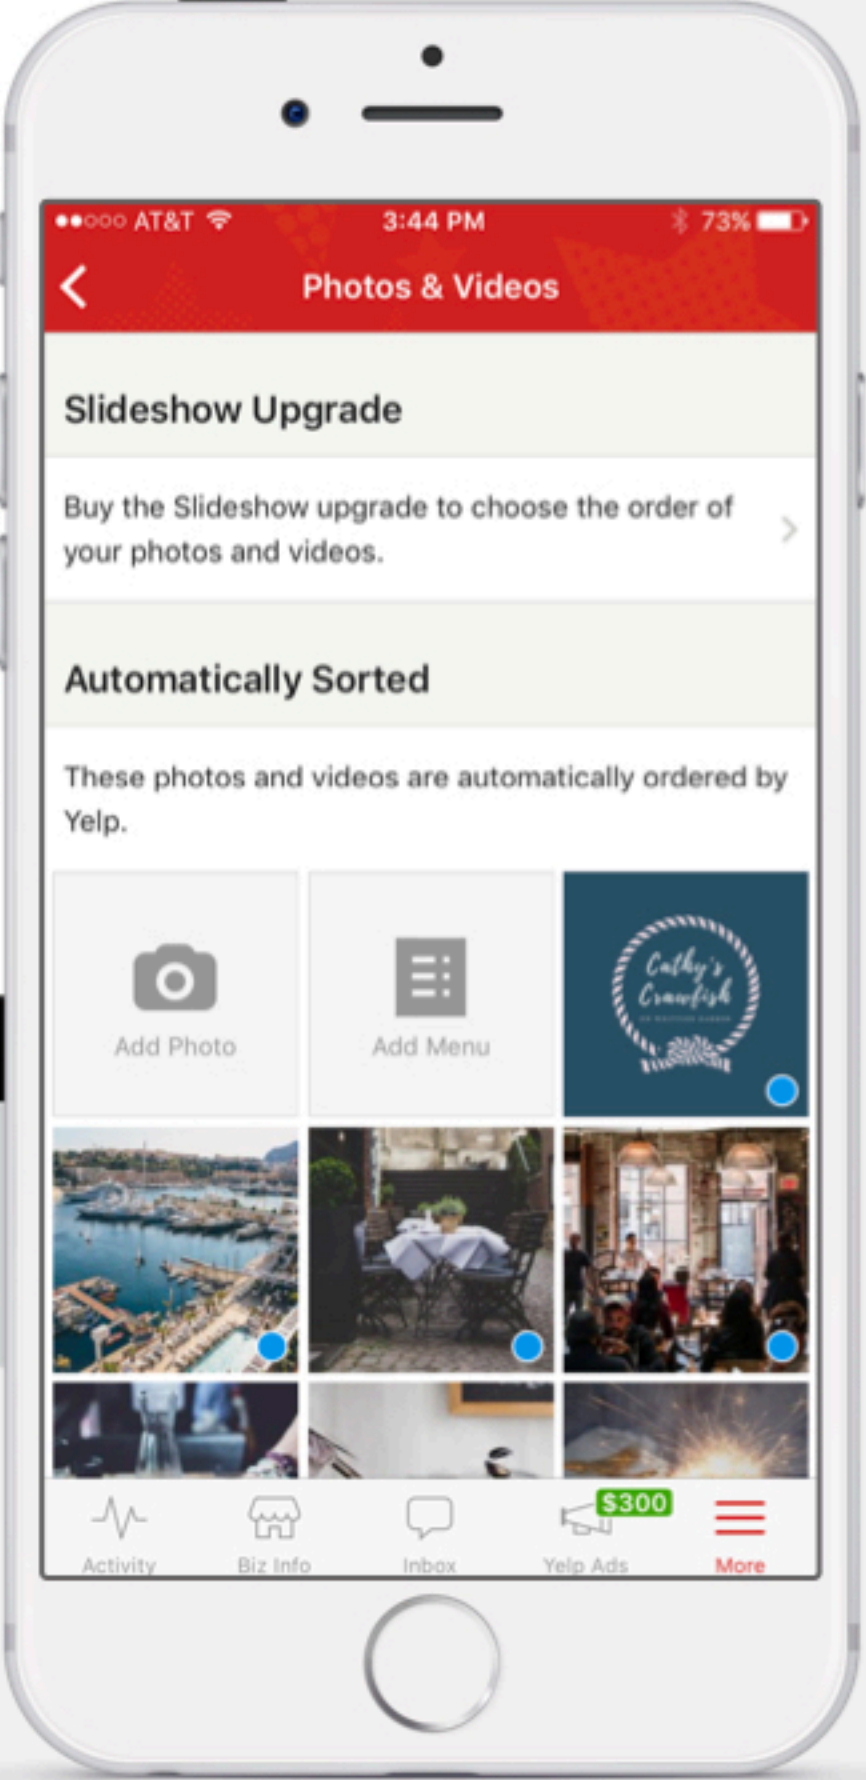 AT&T 3:44 PM 73%
Photos & Videos
Slideshow Upgrade
Buy the Slideshow upgrade to choose the order of
your photos and videos.
Automatically Sorted
These photos and videos are automatically ordered by
Yelp.
Add Photo
Add Menu
Cathy's
Crawfish
$300
Activity
Biz Info
Inbox
Yelp Ads
More